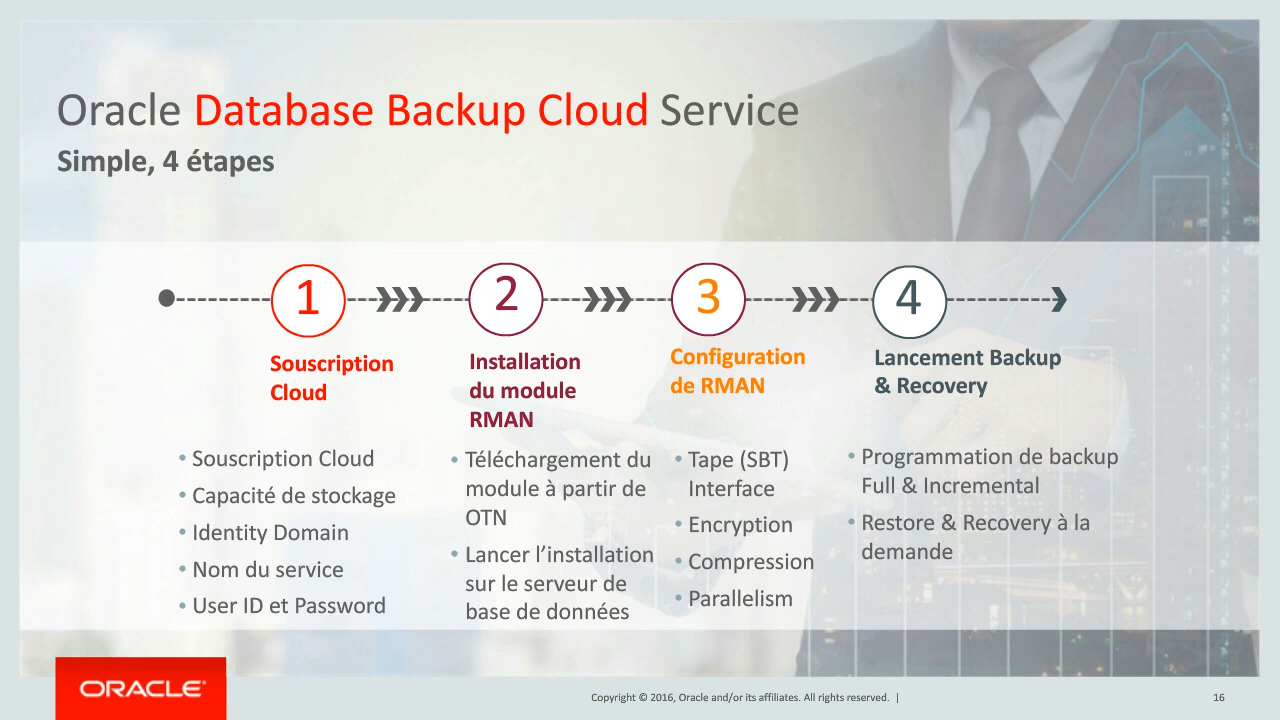 Oracle Database Backup Cloud Service
Simple, 4 étapes
1
Souscription
Cloud
• Souscription Cloud
• Capacité de stockage
• Identity Domain
• Nom du service
• User ID et Password
2
Installation
du module
RMAN
• Téléchargement du
module à partir de
OTN
• Lancer l’installation
sur le serveur de
base de données
3
Configuration
de RMAN
• Tape (SBT)
Interface
• Encryption
• Compression
• Parallelism
4
Lancement Backup
& Recovery
• Programmation de backup
Full & Incremental
• Restore & Recovery à la
demande
ORACLE®
Copyright © 2016, Oracle and/or its affiliates. All rights reserved. |
16